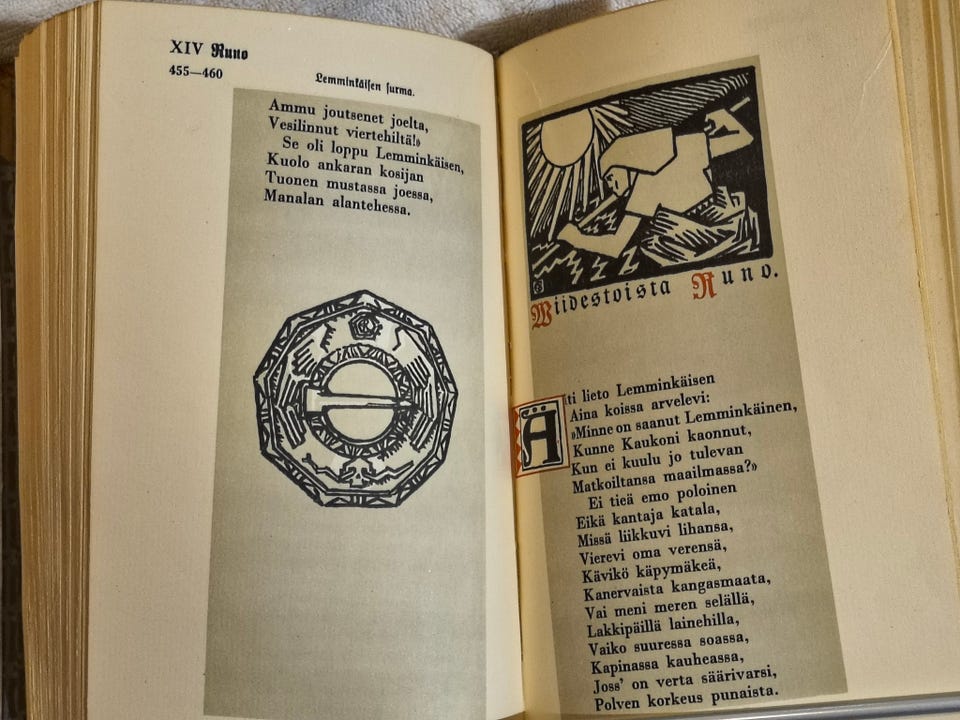 XIV Runo
455—460
Lemminkäisen surma.
Ammu joutsenet joelta,
Vesilinnut viertehiltä!»
Se oli loppu Lemminkäisen,
Kuolo ankaran kosijan
Tuonen mustassa joessa,
Manalan alantehessa.
Wiidestoista Runo.
Äiti lieto Lemminkäisen
Aina koissa arvelevi:
»Minne on saanut Lemminkäinen,
Kunne Kaukoni kaonnut,
Kun ei kuulu jo tulevan
Matkoiltansa maailmassa?»
Ei tieä emo poloinen
Eikä kantaja katala,
Missä liikkuvi lihansa,
Vierevi oma verensä,
Kävikö käpymäkeä,
Kanervaista kangasmaata,
Vai meni meren selällä,
Lakkipäillä lainehilla,
Vaiko suuressa soassa,
Kapinassa kauheassa,
Joss' on verta säärivarsi,
Polven korkeus punaista.